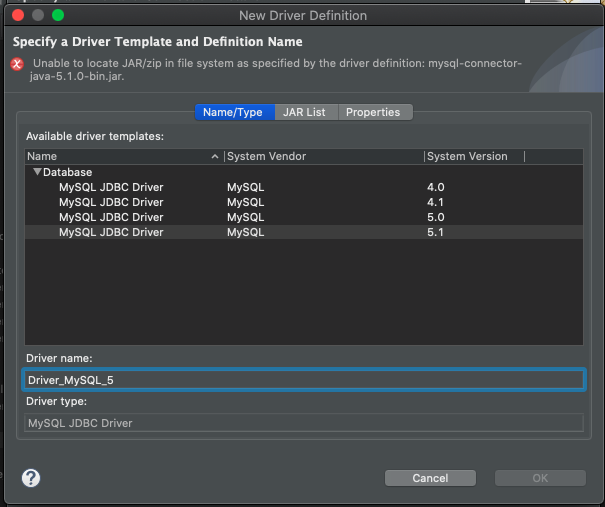 New Driver Definition
Specify a Driver Template and Definition Name
Unable to locate JAR/zip in file system as specified by the driver definition: mysql-connector-
java-5.1.0-bin.jar.
Name/Type JAR List Properties
Available driver templates:
Name System Vendor System Version
Database
MySQL JDBC Driver MySQL 4.0
MySQL JDBC Driver MySQL 4.1
MySQL JDBC Driver MySQL 5.0
MySQL JDBC Driver MySQL 5.1
Driver name:
Driver_MySQL_5
Driver type:
MySQL JDBC Driver
? Cancel OK